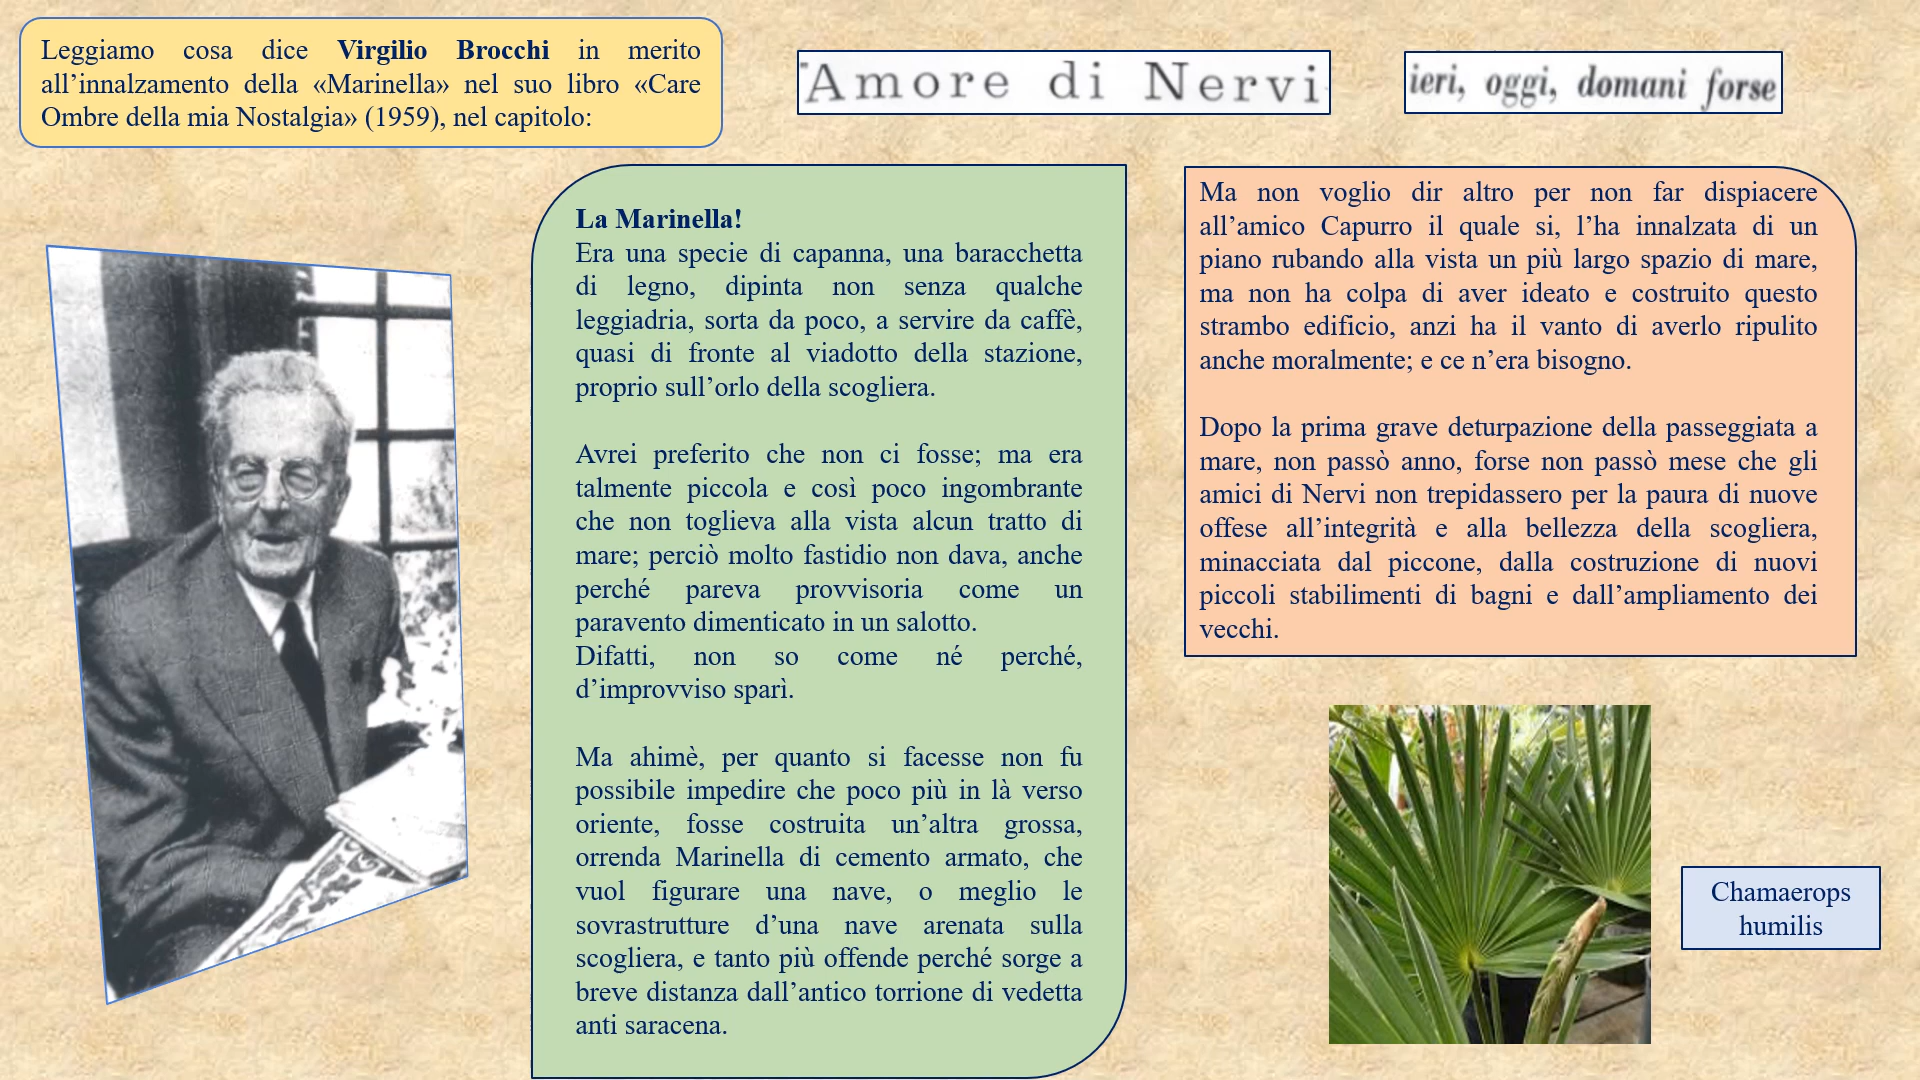 Leggiamo cosa dice Virgilio Brocchi in merito
all’innalzamento della «Marinella» nel suo libro «Care
Ombre della mia Nostalgia» (1959), nel capitolo:
"Amore di Nervi
ieri, oggi, domani forse
La Marinella!
Era una specie di capanna, una baracchetta
di legno, dipinta non senza qualche
leggiadria, sorta da poco, a servire da caffè,
quasi di fronte al viadotto della stazione,
proprio sull’orlo della scogliera.
Avrei preferito che non ci fosse; ma era
talmente piccola e così poco ingombrante
che non toglieva alla vista alcun tratto di
mare; perciò molto fastidio non dava, anche
perché pareva provvisoria come un
paravento dimenticato in un salotto.
Difatti, non so come né perché,
d’improvviso sparì.
Ma ahimè, per quanto si facesse non fu
possibile impedire che poco più in là verso
oriente, fosse costruita un’altra grossa,
orrenda Marinella di cemento armato, che
vuol figurare una nave, o meglio le
sovrastrutture d’una nave arenata sulla
scogliera, e tanto più offende perché sorge a
breve distanza dall’antico torrione di vedetta
anti saracena.
Ma non voglio dir altro per non far dispiacere
all’amico Capurro il quale si, l’ha innalzata di un
piano rubando alla vista un più largo spazio di mare,
ma non ha colpa di aver ideato e costruito questo
strambo edificio, anzi ha il vanto di averlo ripulito
anche moralmente; e ce n’era bisogno.
Dopo la prima grave deturpazione della passeggiata a
mare, non passò anno, forse non passò mese che gli
amici di Nervi non trepidassero per la paura di nuove
offese all’integrità e alla bellezza della scogliera,
minacciata dal piccone, dalla costruzione di nuovi
piccoli stabilimenti di bagni e dall’ampliamento dei
vecchi.
Chamaerops
humilis